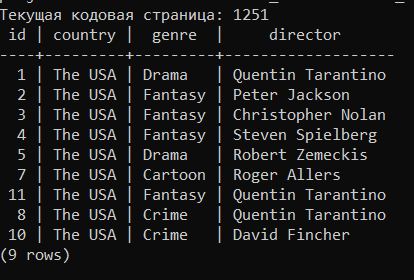 Текущая кодовая страница: 1251
 id | country | genre   |     director
----+---------+---------+-------------------
  1 | The USA | Drama   | Quentin Tarantino
  2 | The USA | Fantasy | Peter Jackson
  3 | The USA | Fantasy | Christopher Nolan
  4 | The USA | Fantasy | Steven Spielberg
  5 | The USA | Drama   | Robert Zemeckis
  7 | The USA | Cartoon | Roger Allers
 11 | The USA | Fantasy | Quentin Tarantino
  8 | The USA | Crime   | Quentin Tarantino
 10 | The USA | Crime   | David Fincher
(9 rows)